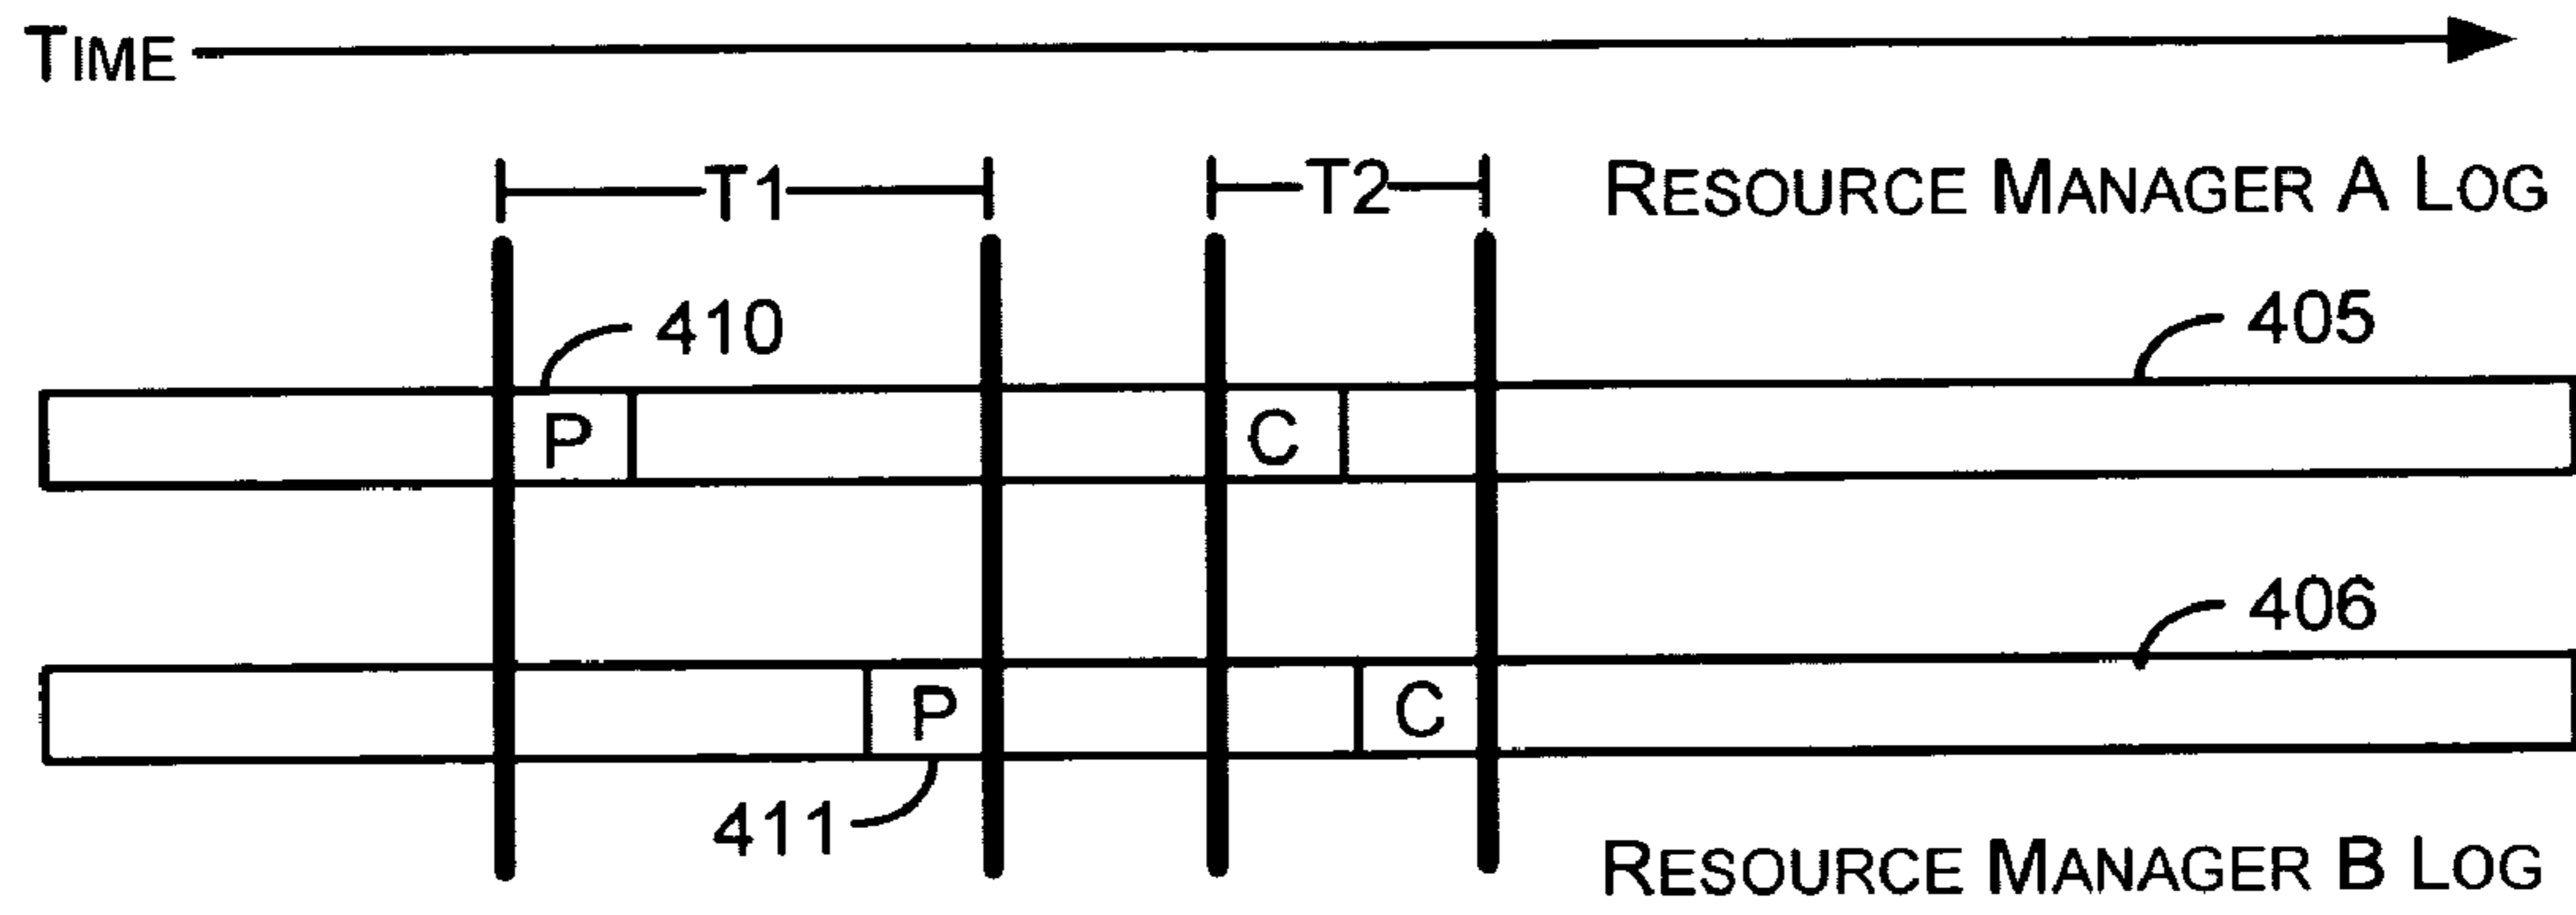 TIME
T1
T2
RESOURCE MANAGER A LOG
410
405
P
C
406
P
C
411
RESOURCE MANAGER B LOG